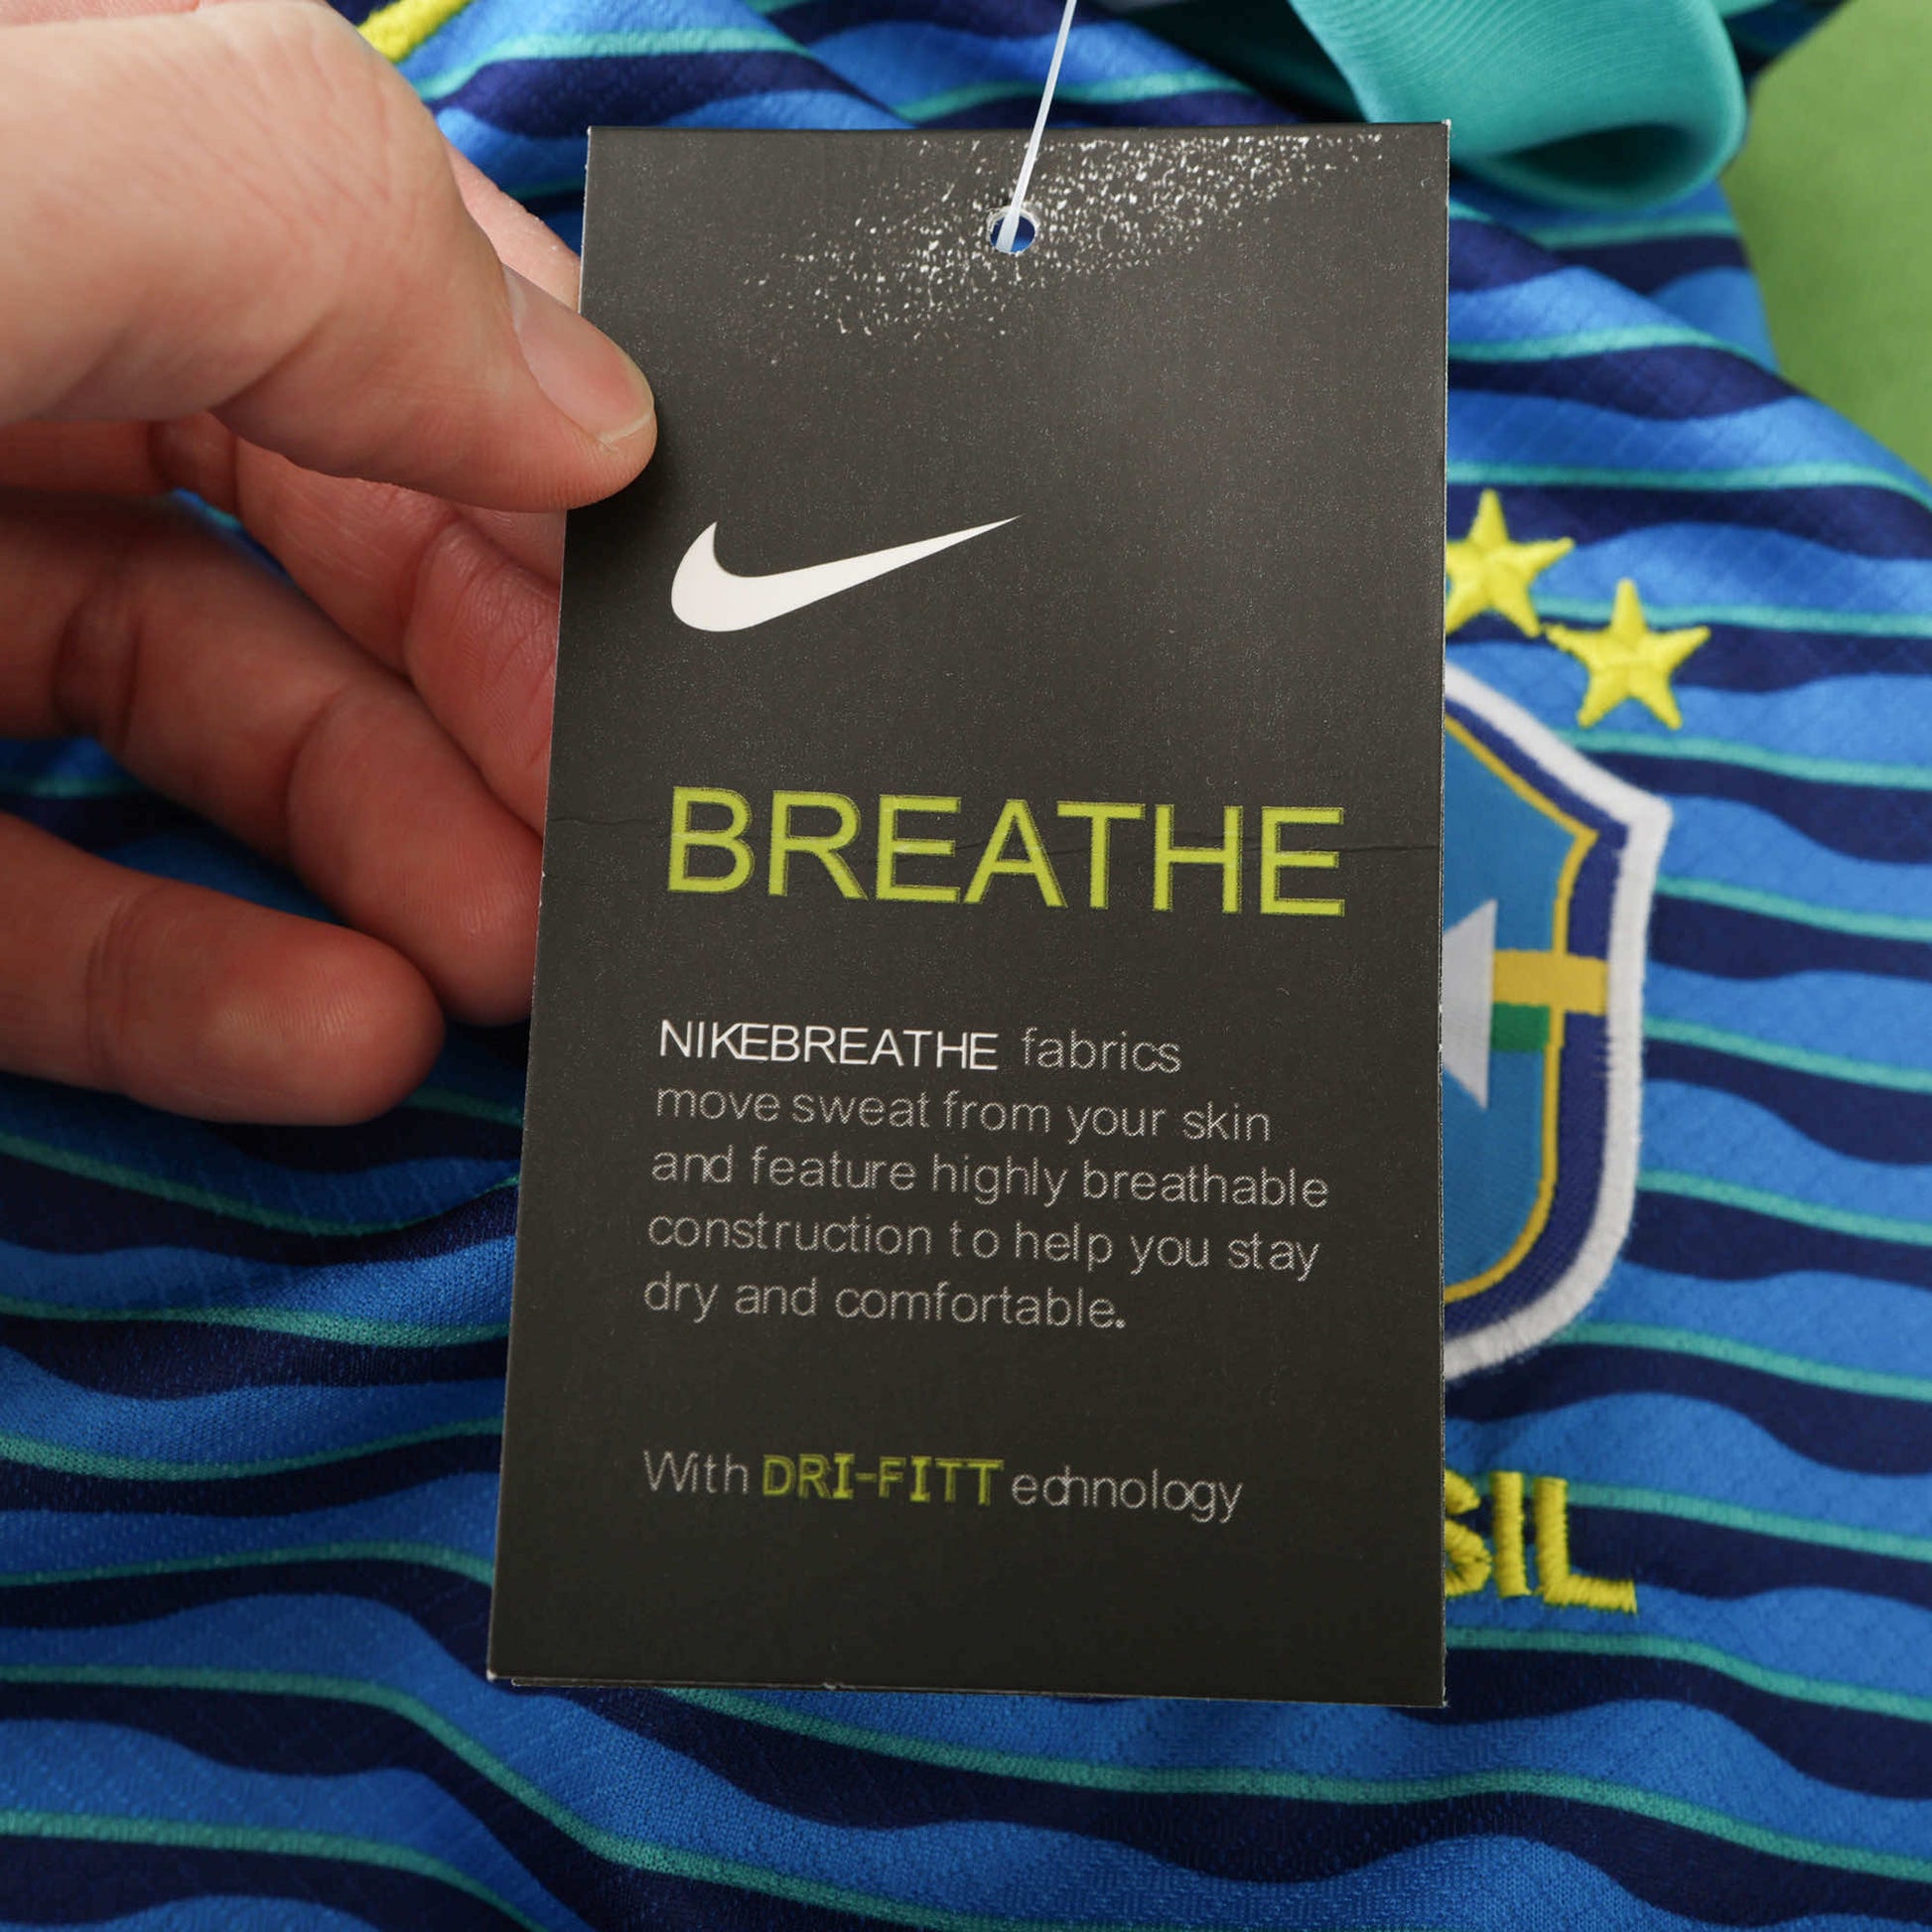 BREATHE
NIKEBREATHE fabrics
move sweat from your skin
and feature highly breathable
construction to help you stay
dry and comfortable.
With DRI-FITT echnology
SIL